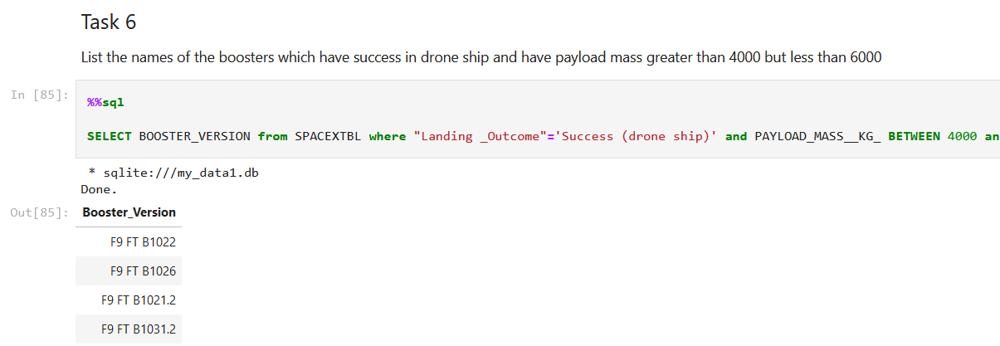 Task 6
List the names of the boosters which have success in drone ship and have payload mass greater than 4000 but less than 6000
In [85]:
%%sql
SELECT BOOSTER_VERSION from SPACEXTBL where "Landing _Outcome"='Success (drone ship)' and PAYLOAD_MASS__KG_ BETWEEN 4000 an
* sqlite:///my_data1.db
Done.
Out[85]:
Booster_Version
F9 FT B1022
F9 FT B1026
F9 FT B1021.2
F9 FT B1031.2